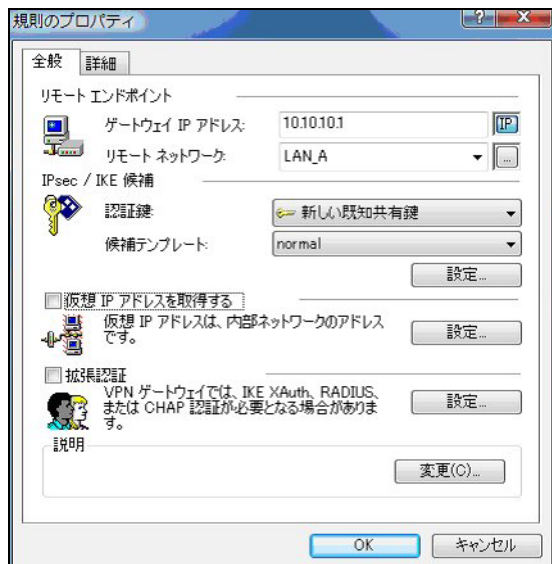 規則のプロパティ
全般
詳細
リモート エンドポイント
ゲートウェイ IP アドレス:
10.10.10.1
IP
リモート ネットワーク:
LAN_A
...
IPsec / IKE 候補
認証鍵:
新しい既知共有鍵
候補テンプレート:
normal
設定...
仮想 IP アドレスを取得する
仮想 IP アドレスは、内部ネットワークのアドレス
です。
設定...
拡張認証
VPN ゲートウェイでは、IKE XAuth、RADIUS、
または CHAP 認証が必要となる場合がありま
す。
設定...
説明
変更(C)...
OK
キャンセル